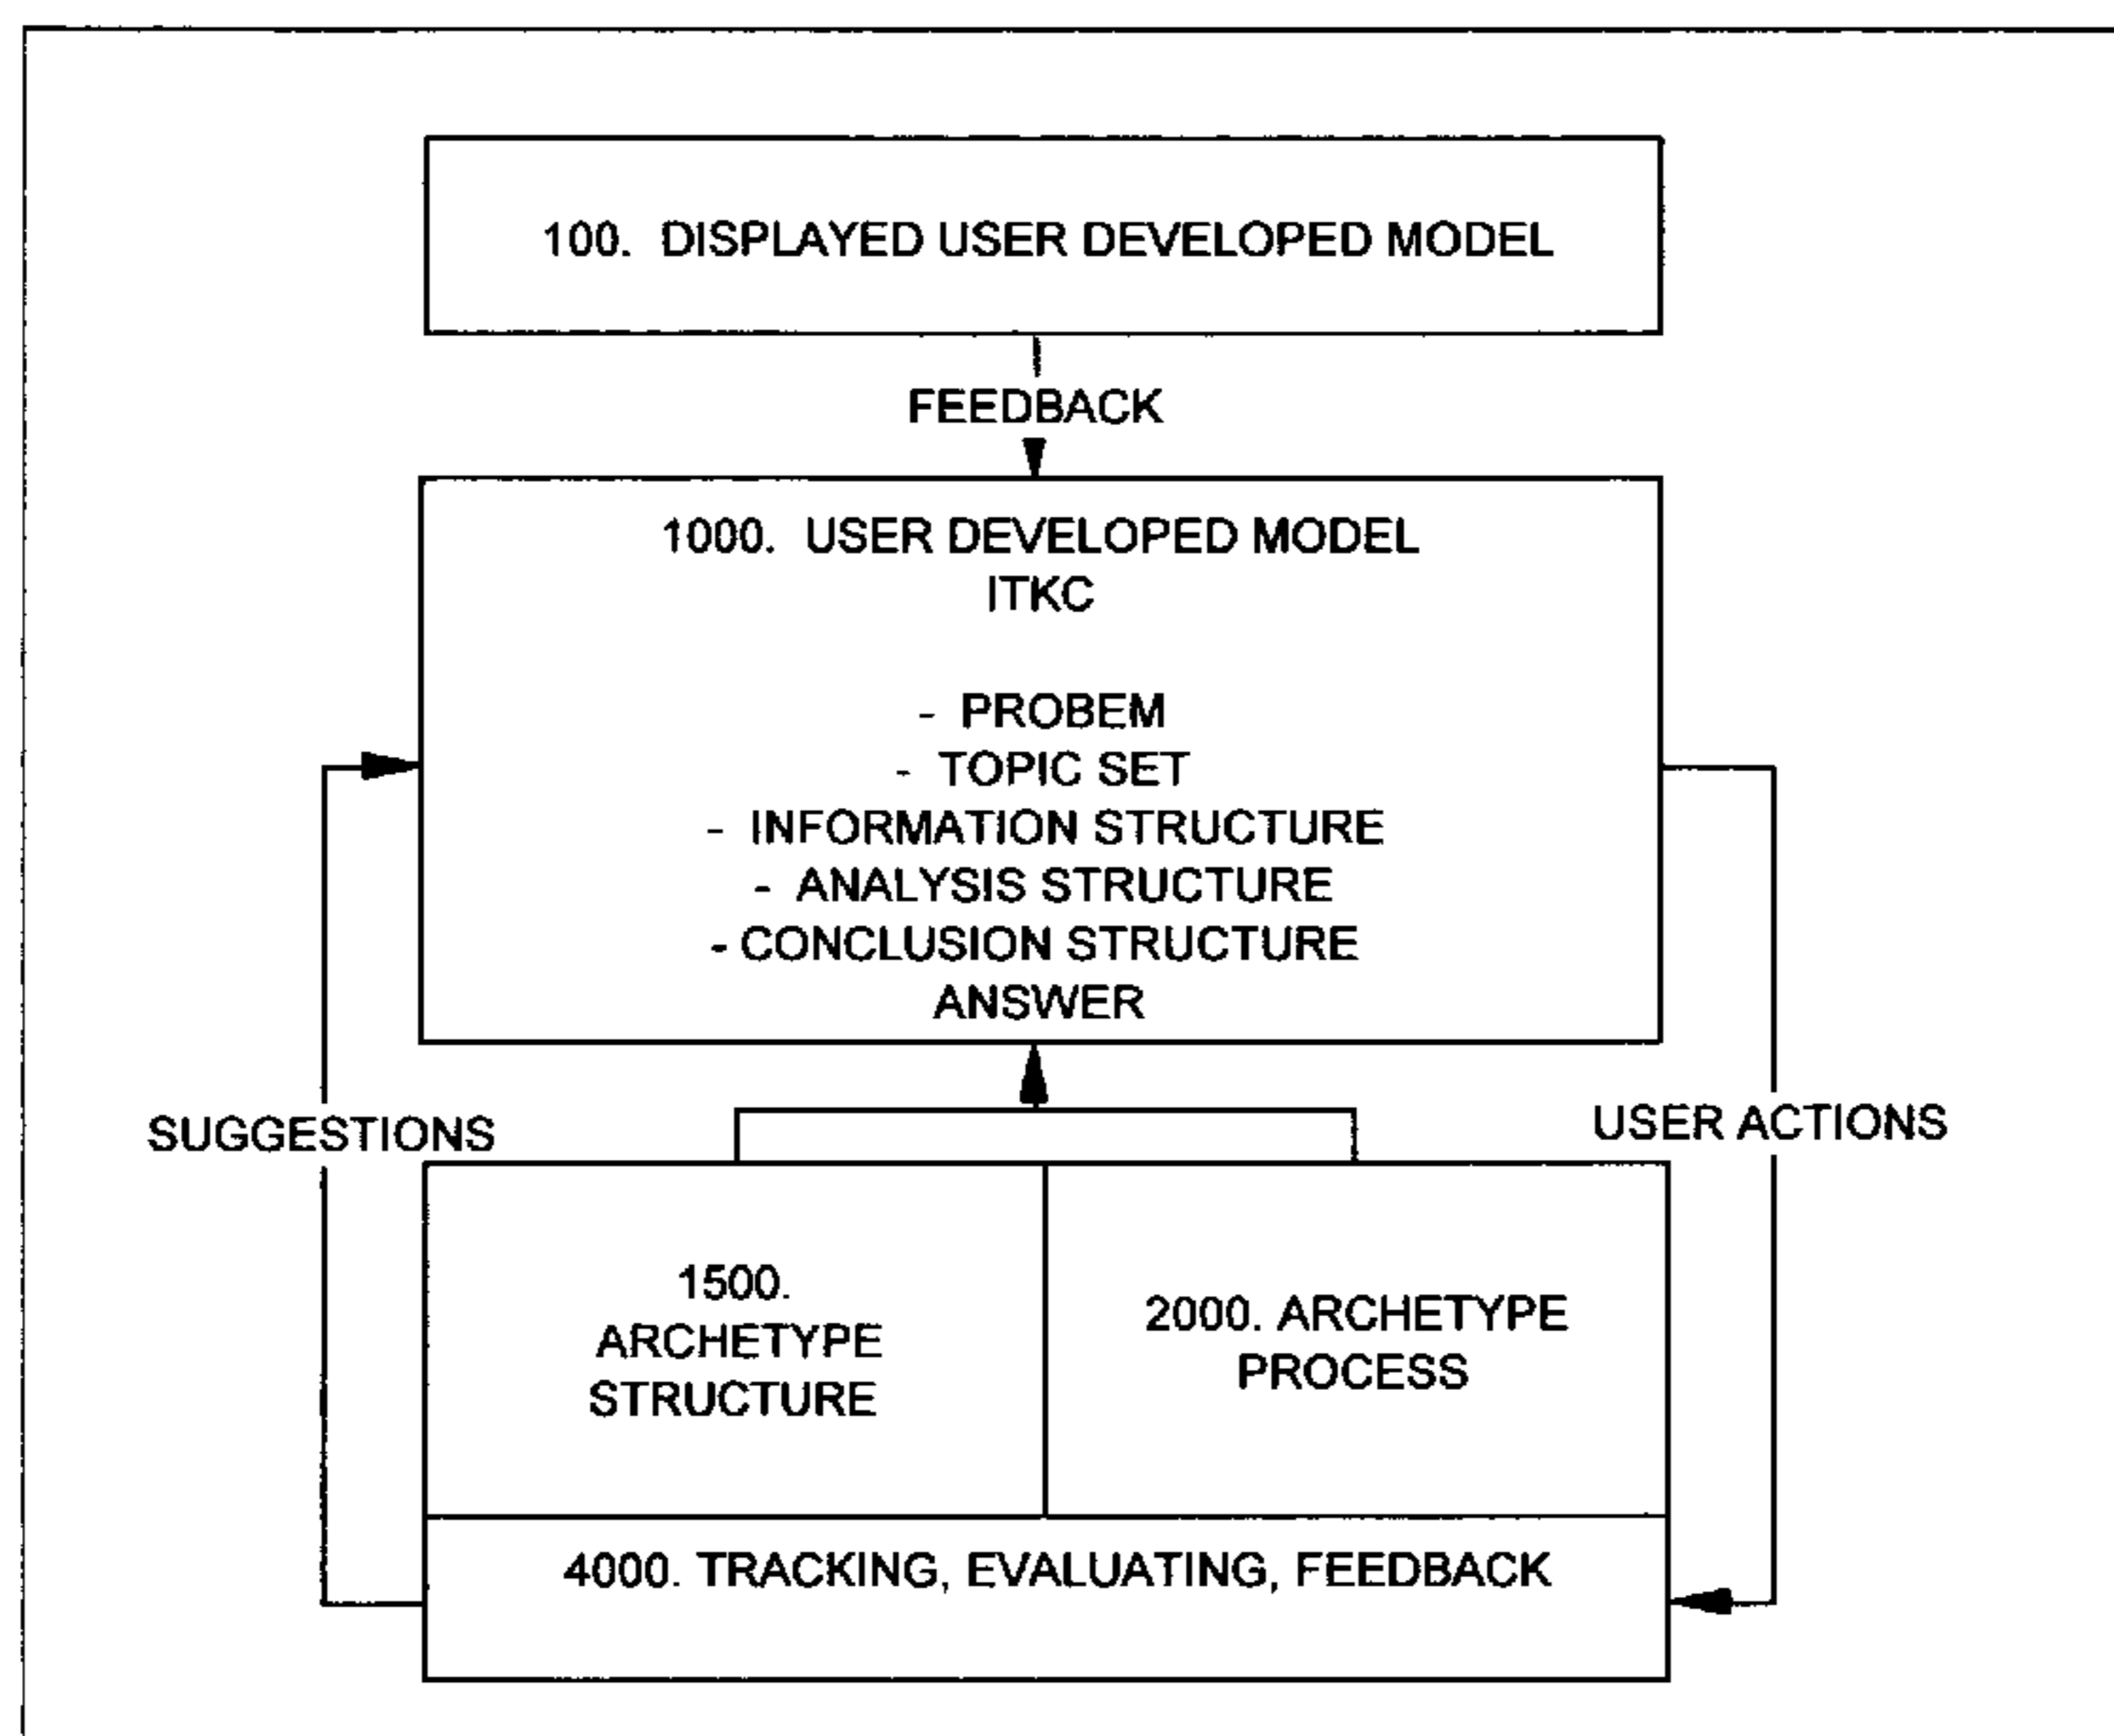 100. DISPLAYED USER DEVELOPED MODEL
FEEDBACK
1000. USER DEVELOPED MODEL
ITKC
- PROBEM
- TOPIC SET
- INFORMATION STRUCTURE
- ANALYSIS STRUCTURE
- CONCLUSION STRUCTURE
ANSWER
SUGGESTIONS
USER ACTIONS
1500.
ARCHETYPE
STRUCTURE
2000. ARCHETYPE
PROCESS
4000. TRACKING, EVALUATING, FEEDBACK